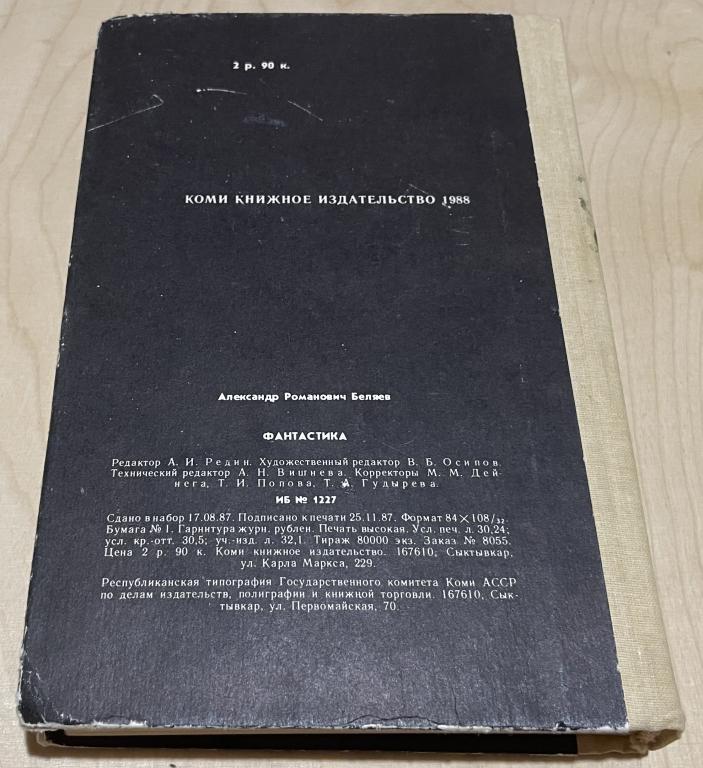 2 р. 90 к.
КОМИ КНИЖНОЕ ИЗДАТЕЛЬСТВО 1988
Александр Романович Беляев
ФАНТАСТИКА
Редактор А. И. Редин. Художественный редактор В. Б. Осипов.
Технический редактор А. Н. Вишнева. Корректоры М. М. Дей-
нега, Т. И. Попова, Т. А. Гудырева.
ИБ № 1227
Сдано в набор 17.08.87. Подписано к печати 25.11.87. Формат 84×108/32.
Бумага № 1. Гарнитура журн. рублен. Печать высокая. Усл. печ. л. 30,24;
усл. кр.-отт. 30,5; уч.-изд. л. 32,1. Тираж 80000 экз. Заказ № 8055.
Цена 2 р. 90 к. Коми книжное издательство. 167610, Сыктывкар,
ул. Карла Маркса, 229.
Республиканская типография Государственного комитета Коми АССР
по делам издательств, полиграфии и книжной торговли. 167610, Сык-
тывкар, ул. Первомайская, 70.